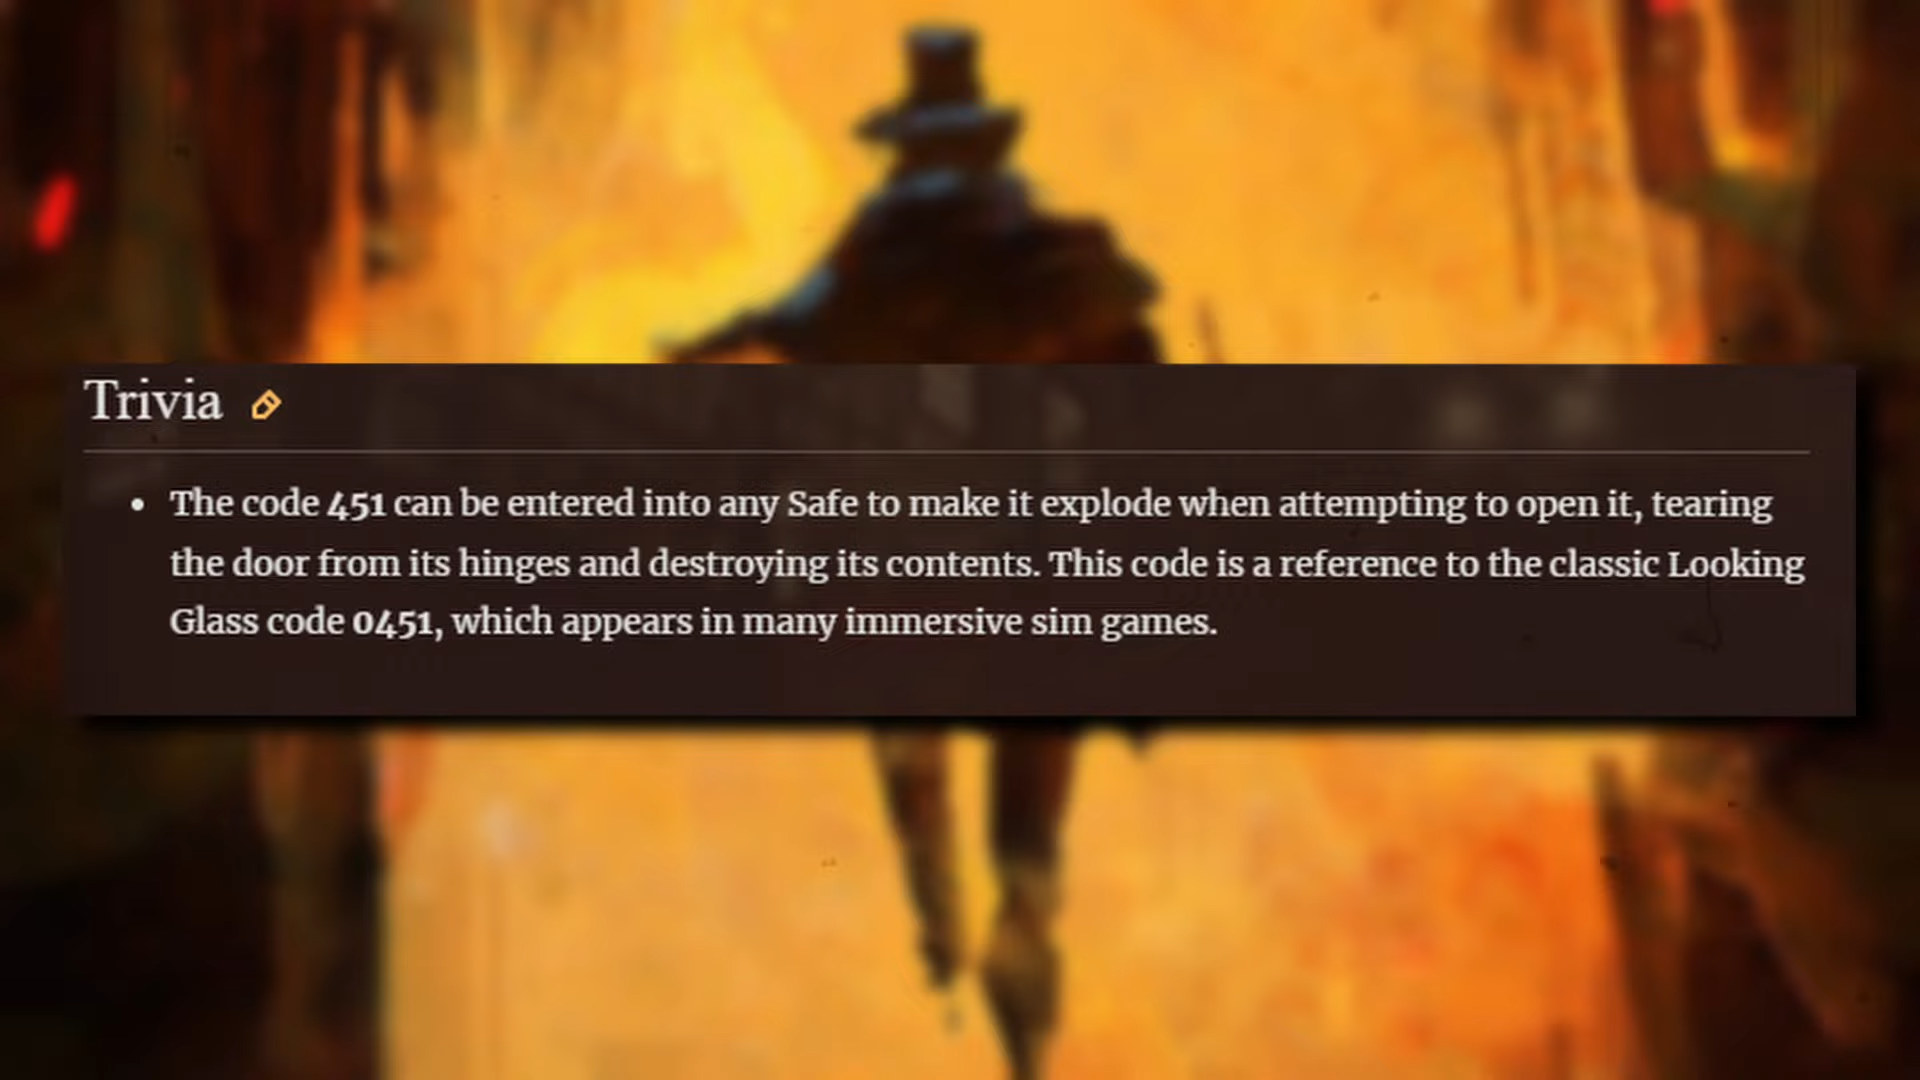 Trivia
• The code 451 can be entered into any Safe to make it explode when attempting to open it, tearing
the door from its hinges and destroying its contents. This code is a reference to the classic Looking
Glass code 0451, which appears in many immersive sim games.